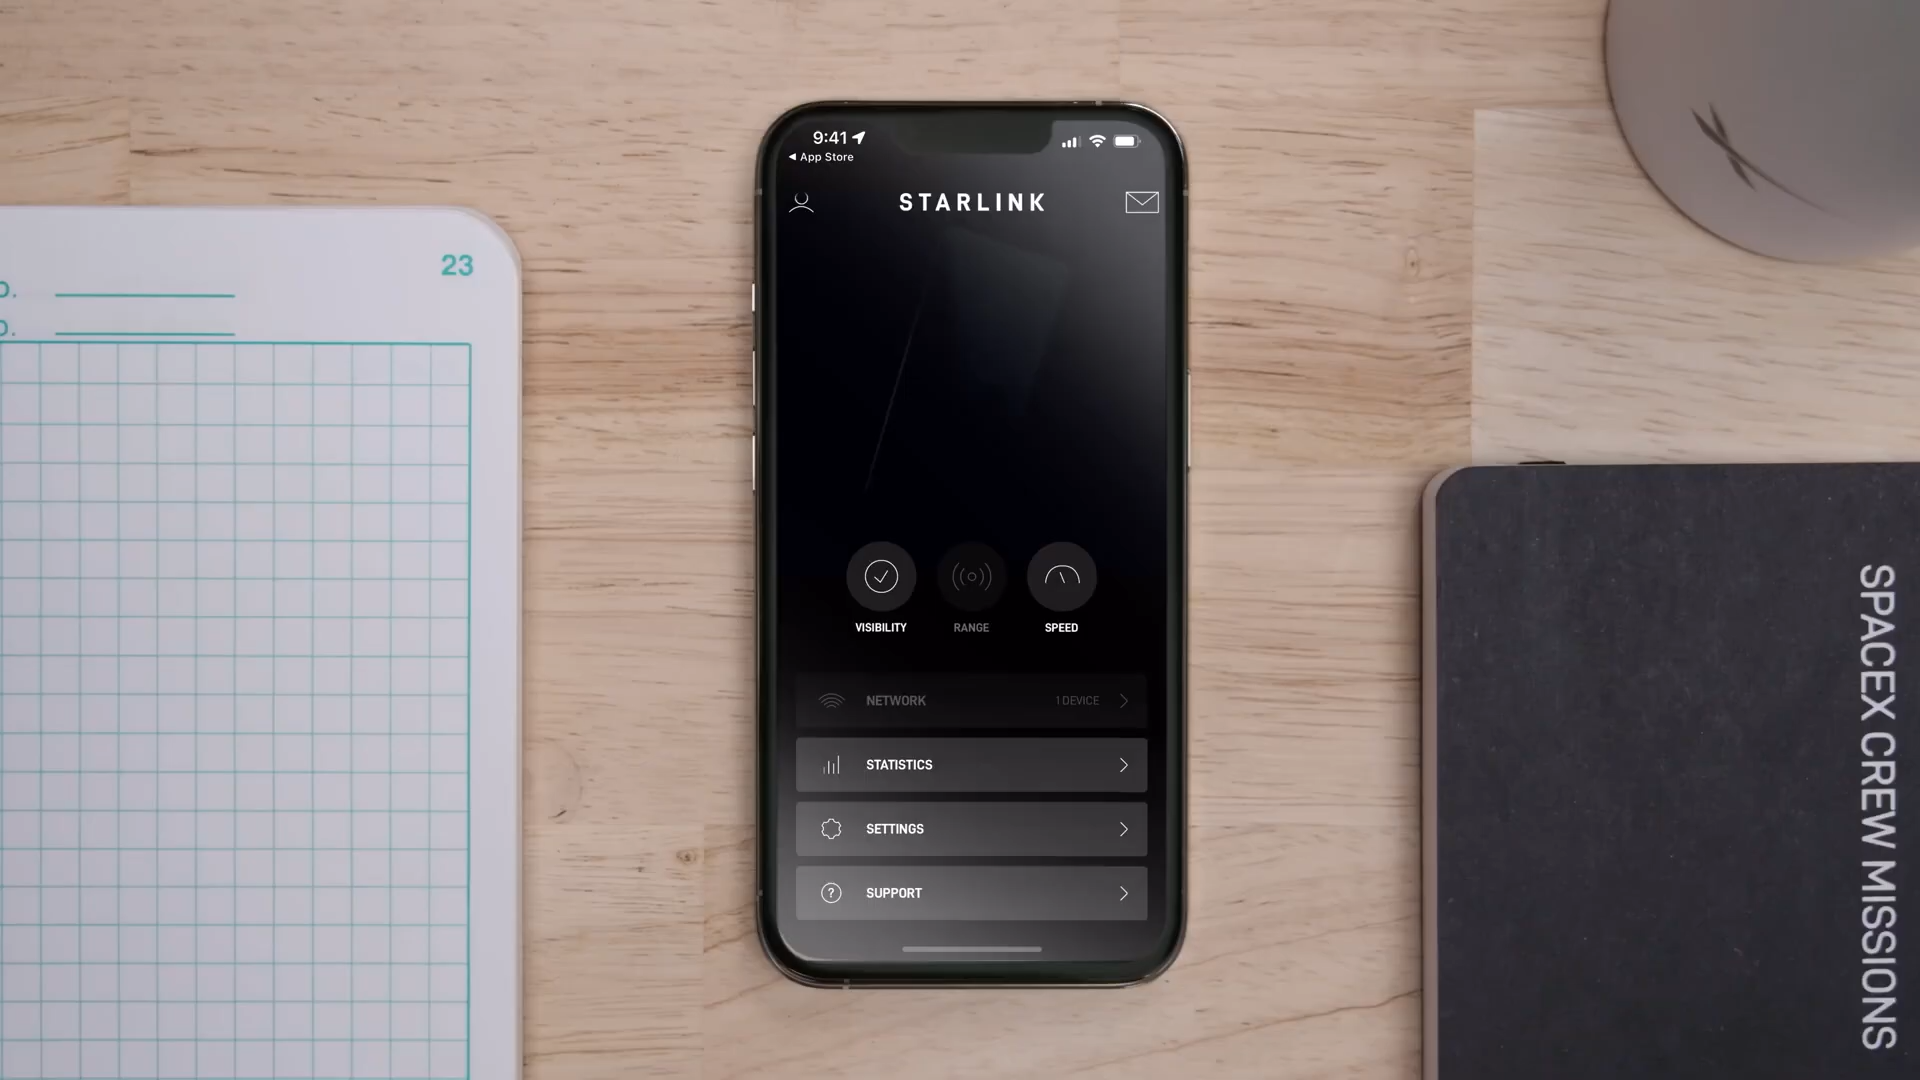 23
9:41
App Store
STARLINK
VISIBILITY
RANGE
SPEED
NETWORK
1 DEVICE
STATISTICS
SETTINGS
SUPPORT
SPACEX CREW MISSIONS